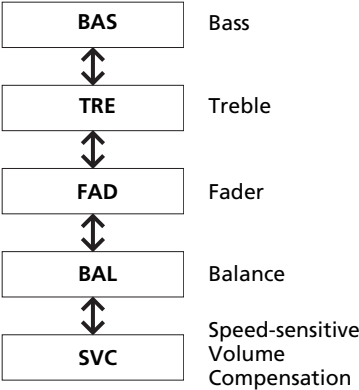 BAS Bass
TRE Treble
FAD Fader
BAL Balance
SVC Speed-sensitive
Volume
Compensation